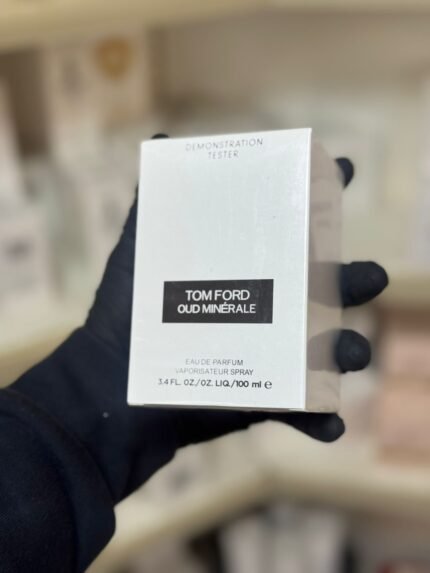 DEMONSTRATION
TESTER
TOM FORD
OUD MINÉRALE
EAU DE PARFUM
VAPORISATEUR SPRAY
3.4 FL. OZ./OZ. LIQ./100 ml ℮